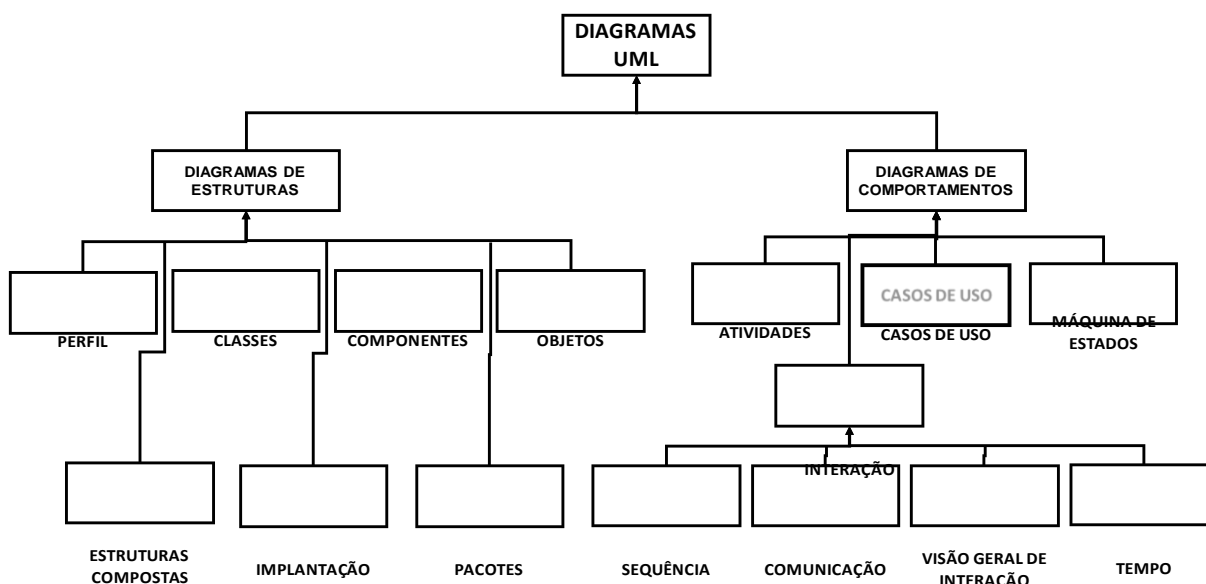 DIAGRAMAS
UML
DIAGRAMAS DE
ESTRUTURAS
DIAGRAMAS DE
COMPORTAMENTOS
CASOS DE USO
PERFIL
CLASSES
COMPONENTES
OBJETOS
ATIVIDADES
CASOS DE USO
MÁQUINA DE
ESTADOS
INTERAÇÃO
ESTRUTURAS
COMPOSTAS
IMPLANTAÇÃO
PACOTES
SEQUÊNCIA
COMUNICAÇÃO
VISÃO GERAL DE
INTERAÇÃO
TEMPO